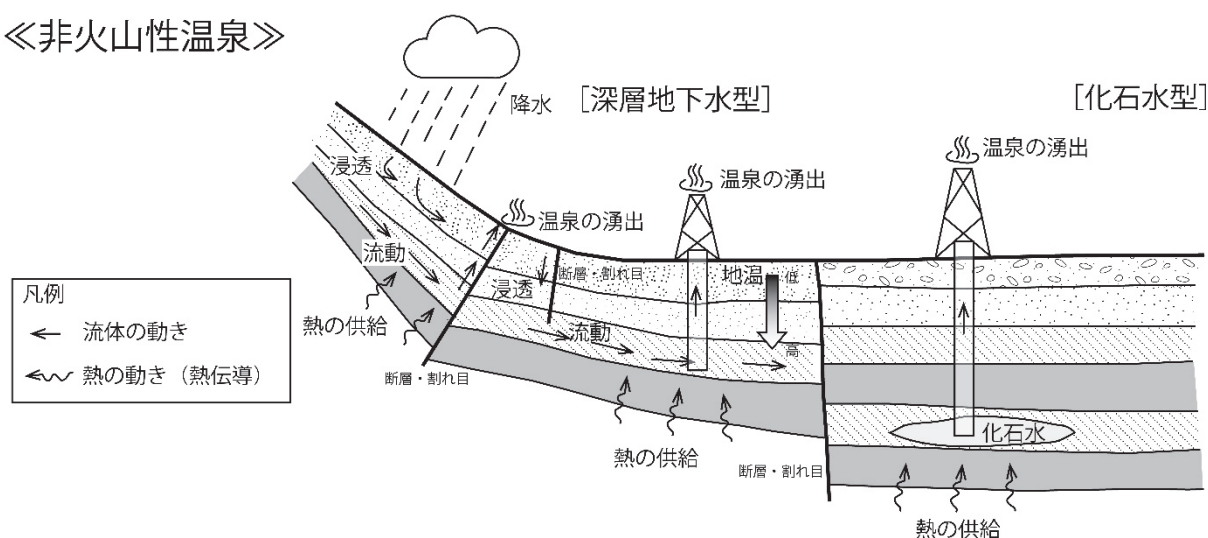 ≪非火山性温泉≫
降水
[深層地下水型]
[化石水型]
浸透
温泉の湧出
温泉の湧出
温泉の湧出
流動
断層・割れ目
地温
低
浸透
凡例
流体の動き
熱の動き（熱伝導）
熱の供給
流動
高
断層・割れ目
化石水
熱の供給
断層・割れ目
熱の供給